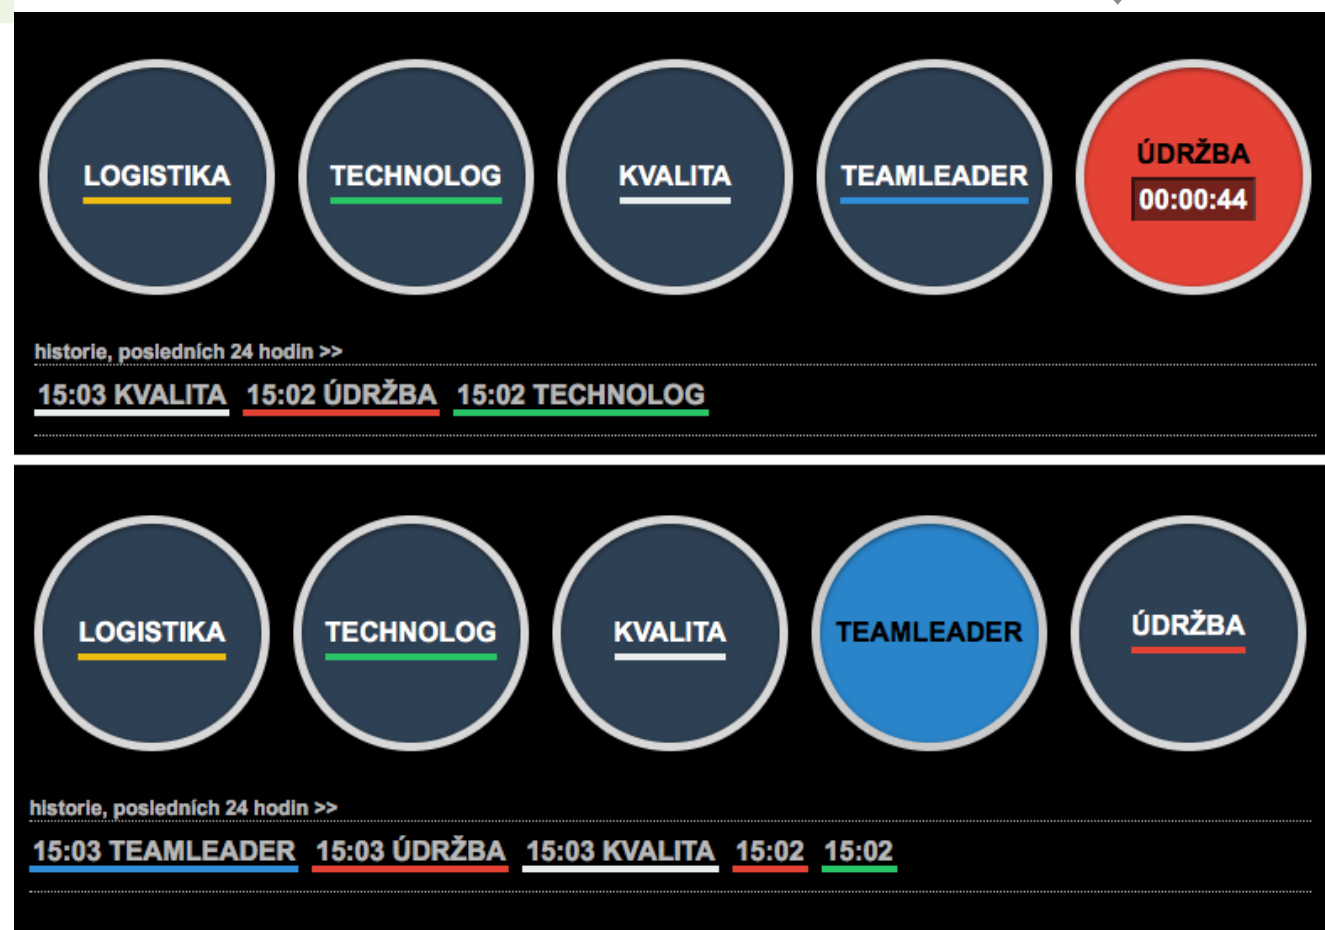 LOGISTIKA TECHNOLOG KVALITA TEAMLEADER ÚDRŽBA
00:00:44
historie, posledních 24 hodin >>
15:03 KVALITA 15:02 ÚDRŽBA 15:02 TECHNOLOG
LOGISTIKA TECHNOLOG KVALITA TEAMLEADER ÚDRŽBA
historie, posledních 24 hodin >>
15:03 TEAMLEADER 15:03 ÚDRŽBA 15:03 KVALITA 15:02 15:02